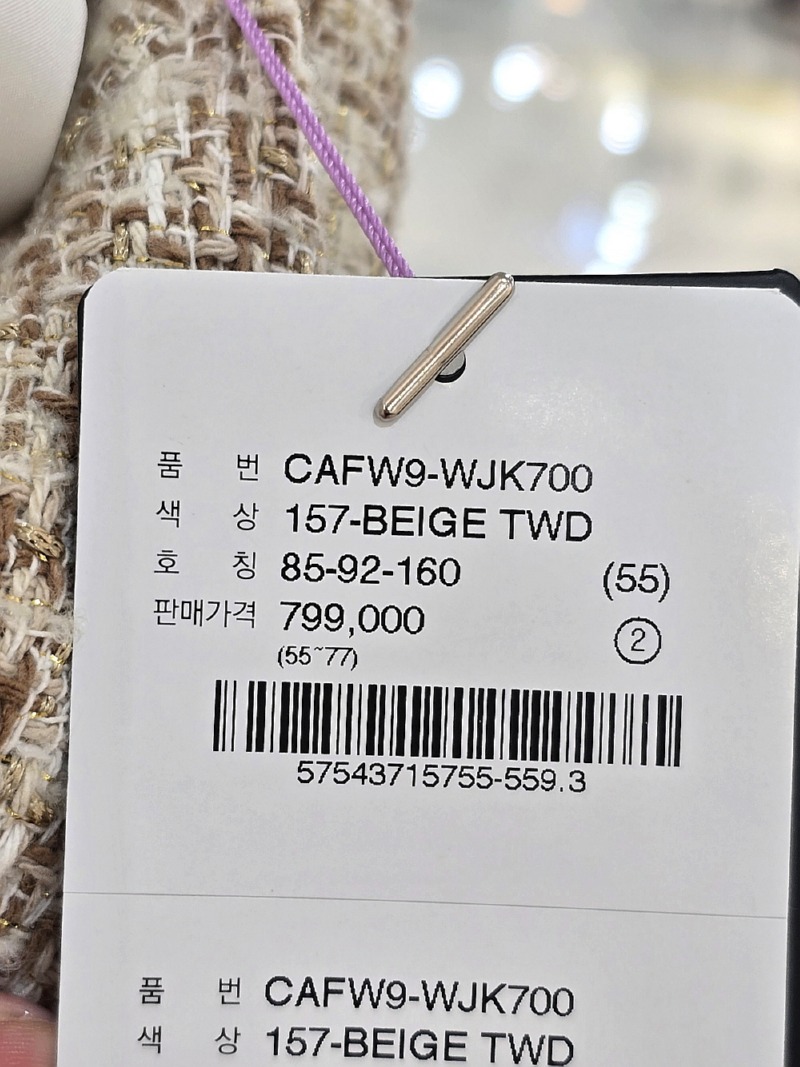 품 번 CAFW9-WJK700
색 상 157-BEIGE TWD
호 칭 85-92-160 (55)
판매가격 799,000 ②
(55~77)
57543715755-559.3
품 번 CAFW9-WJK700
색 상 157-BEIGE TWD